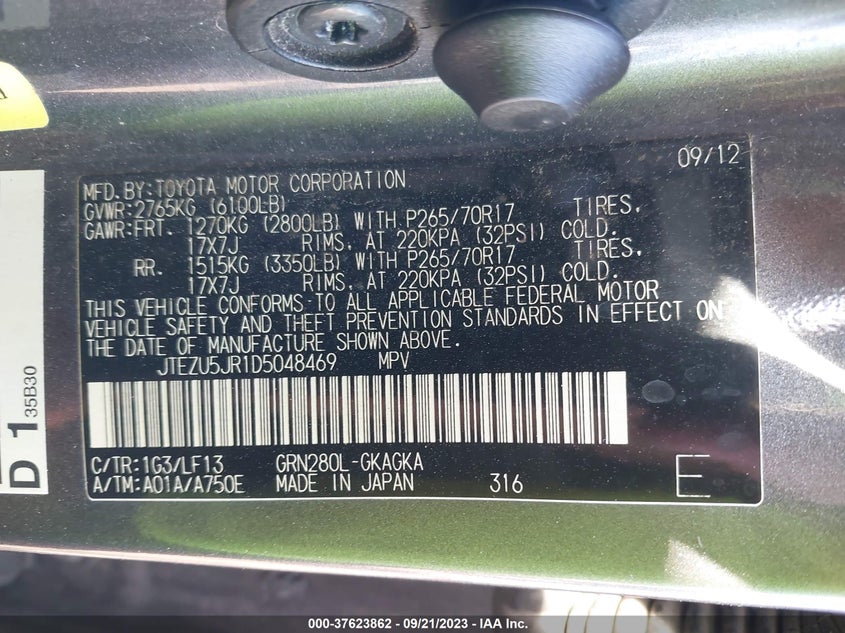 09/12
MFD.BY:TOYOTA MOTOR CORPORATION
GVWR:2765KG (6100LB)
GAWR:FRT. 1270KG (2800LB) WITH P265/70R17 TIRES,
17X7J RIMS, AT 220KPA (32PSI) COLD.
RR. 1515KG (3350LB) WITH P265/70R17 TIRES,
17X7J RIMS, AT 220KPA (32PSI) COLD.
THIS VEHICLE CONFORMS TO ALL APPLICABLE FEDERAL MOTOR
VEHICLE SAFETY AND THEFT PREVENTION STANDARDS IN EFFECT ON
THE DATE OF MANUFACTURE SHOWN ABOVE.
JTEZU5JR1D5048469 MPV
C/TR:1G3/LF13 GRN280L-GKAGKA
A/TM:A01A/A750E MADE IN JAPAN 316 E
D 1 35B30
000-37623862 - 09/21/2023 - IAA Inc.